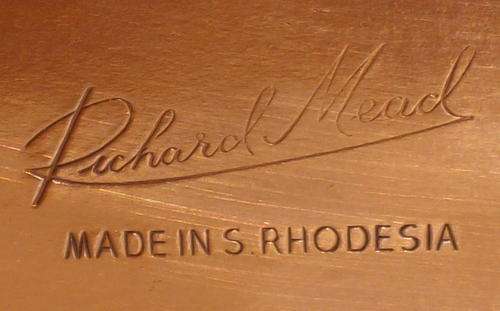 Richard Mead
MADE IN S. RHODESIA